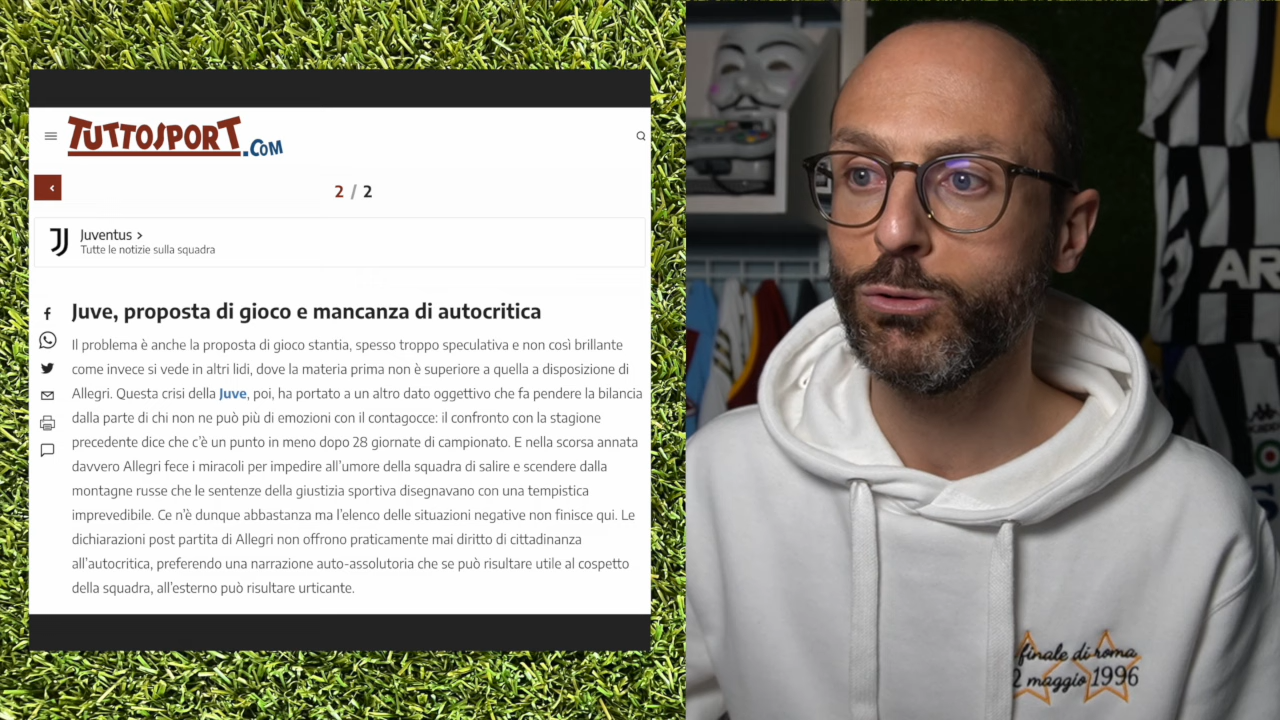 TUTTOSPORT.COM
2 / 2
Juventus >
Tutte le notizie sulla squadra
Juve, proposta di gioco e mancanza di autocritica
Il problema è anche la proposta di gioco stantia, spesso troppo speculativa e non così brillante
come invece si vede in altri lidi, dove la materia prima non è superiore a quella a disposizione di
Allegri. Questa crisi della Juve, poi, ha portato a un altro dato oggettivo che fa pendere la bilancia
dalla parte di chi non ne può più di emozioni con il contagocce: il confronto con la stagione
precedente dice che c'è un punto in meno dopo 28 giornate di campionato. E nella scorsa annata
davvero Allegri fece i miracoli per impedire all'umore della squadra di salire e scendere dalla
montagne russe che le sentenze della giustizia sportiva disegnavano con una tempistica
imprevedibile. Ce n'è dunque abbastanza ma l'elenco delle situazioni negative non finisce qui. Le
dichiarazioni post partita di Allegri non offrono praticamente mai diritto di cittadinanza
all'autocritica, preferendo una narrazione auto-assolutoria che se può risultare utile al cospetto
della squadra, all'esterno può risultare urticante.
AR
finale di roma
2 maggio 1996